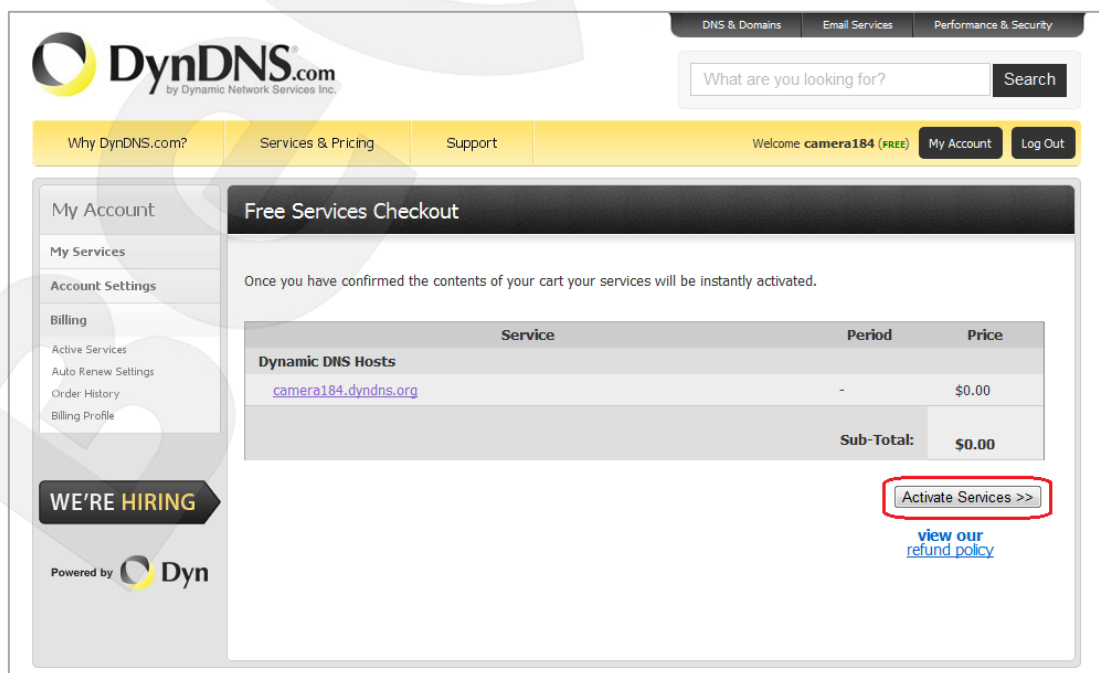 DNS & Domains Email Services Performance & Security
DynDNS.com
by Dynamic Network Services Inc.
What are you looking for? Search
Why DynDNS.com? Services & Pricing Support Welcome camera184 (FREE) My Account Log Out
My Account
My Services
Account Settings
Billing
Active Services
Auto Renew Settings
Order History
Billing Profile
WE'RE HIRING
Powered by Dyn
Free Services Checkout
Once you have confirmed the contents of your cart your services will be instantly activated.
Service Period Price
Dynamic DNS Hosts
camera184.dyndns.org - $0.00
Sub-Total: $0.00
Activate Services >>
view our
refund policy